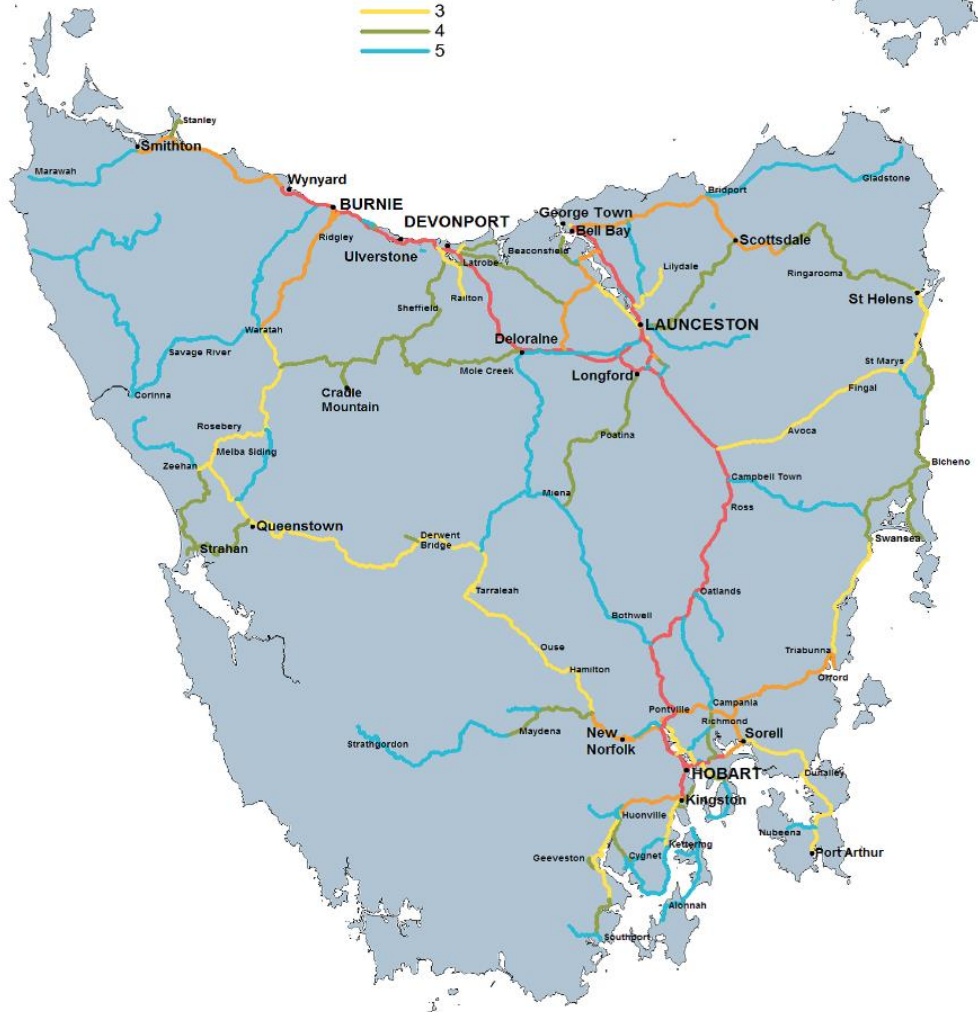 3
4
5
Stanley
Smithton
Marawah
Wynyard
BURNIE
DEVONPORT
George Town
Bell Bay
Bridport
Gladstone
Ridgley
Ulverstone
Latrobe
Beaconsfield
Scottsdale
Lilydale
Ringarooma
Railton
Sheffield
St Helens
Waratah
LAUNCESTON
Savage River
Deloraine
Mole Creek
Longford
St Marys
Corinna
Cradle
Mountain
Fingal
Rosebery
Avoca
Melba Siding
Poatina
Zeehan
Bicheno
Campbell Town
Miena
Ross
Queenstown
Derwent
Bridge
Swansea
Strahan
Tarraleah
Oatlands
Bothwell
Ouse
Triabunna
Hamilton
Orford
Pontville
Campania
Richmond
Maydena
New
Norfolk
Sorell
Strathgordon
HOBART
Dunalley
Kingston
Huonville
Nubeena
Kettering
Geeveston
Cygnet
Port Arthur
Alonnah
Southport